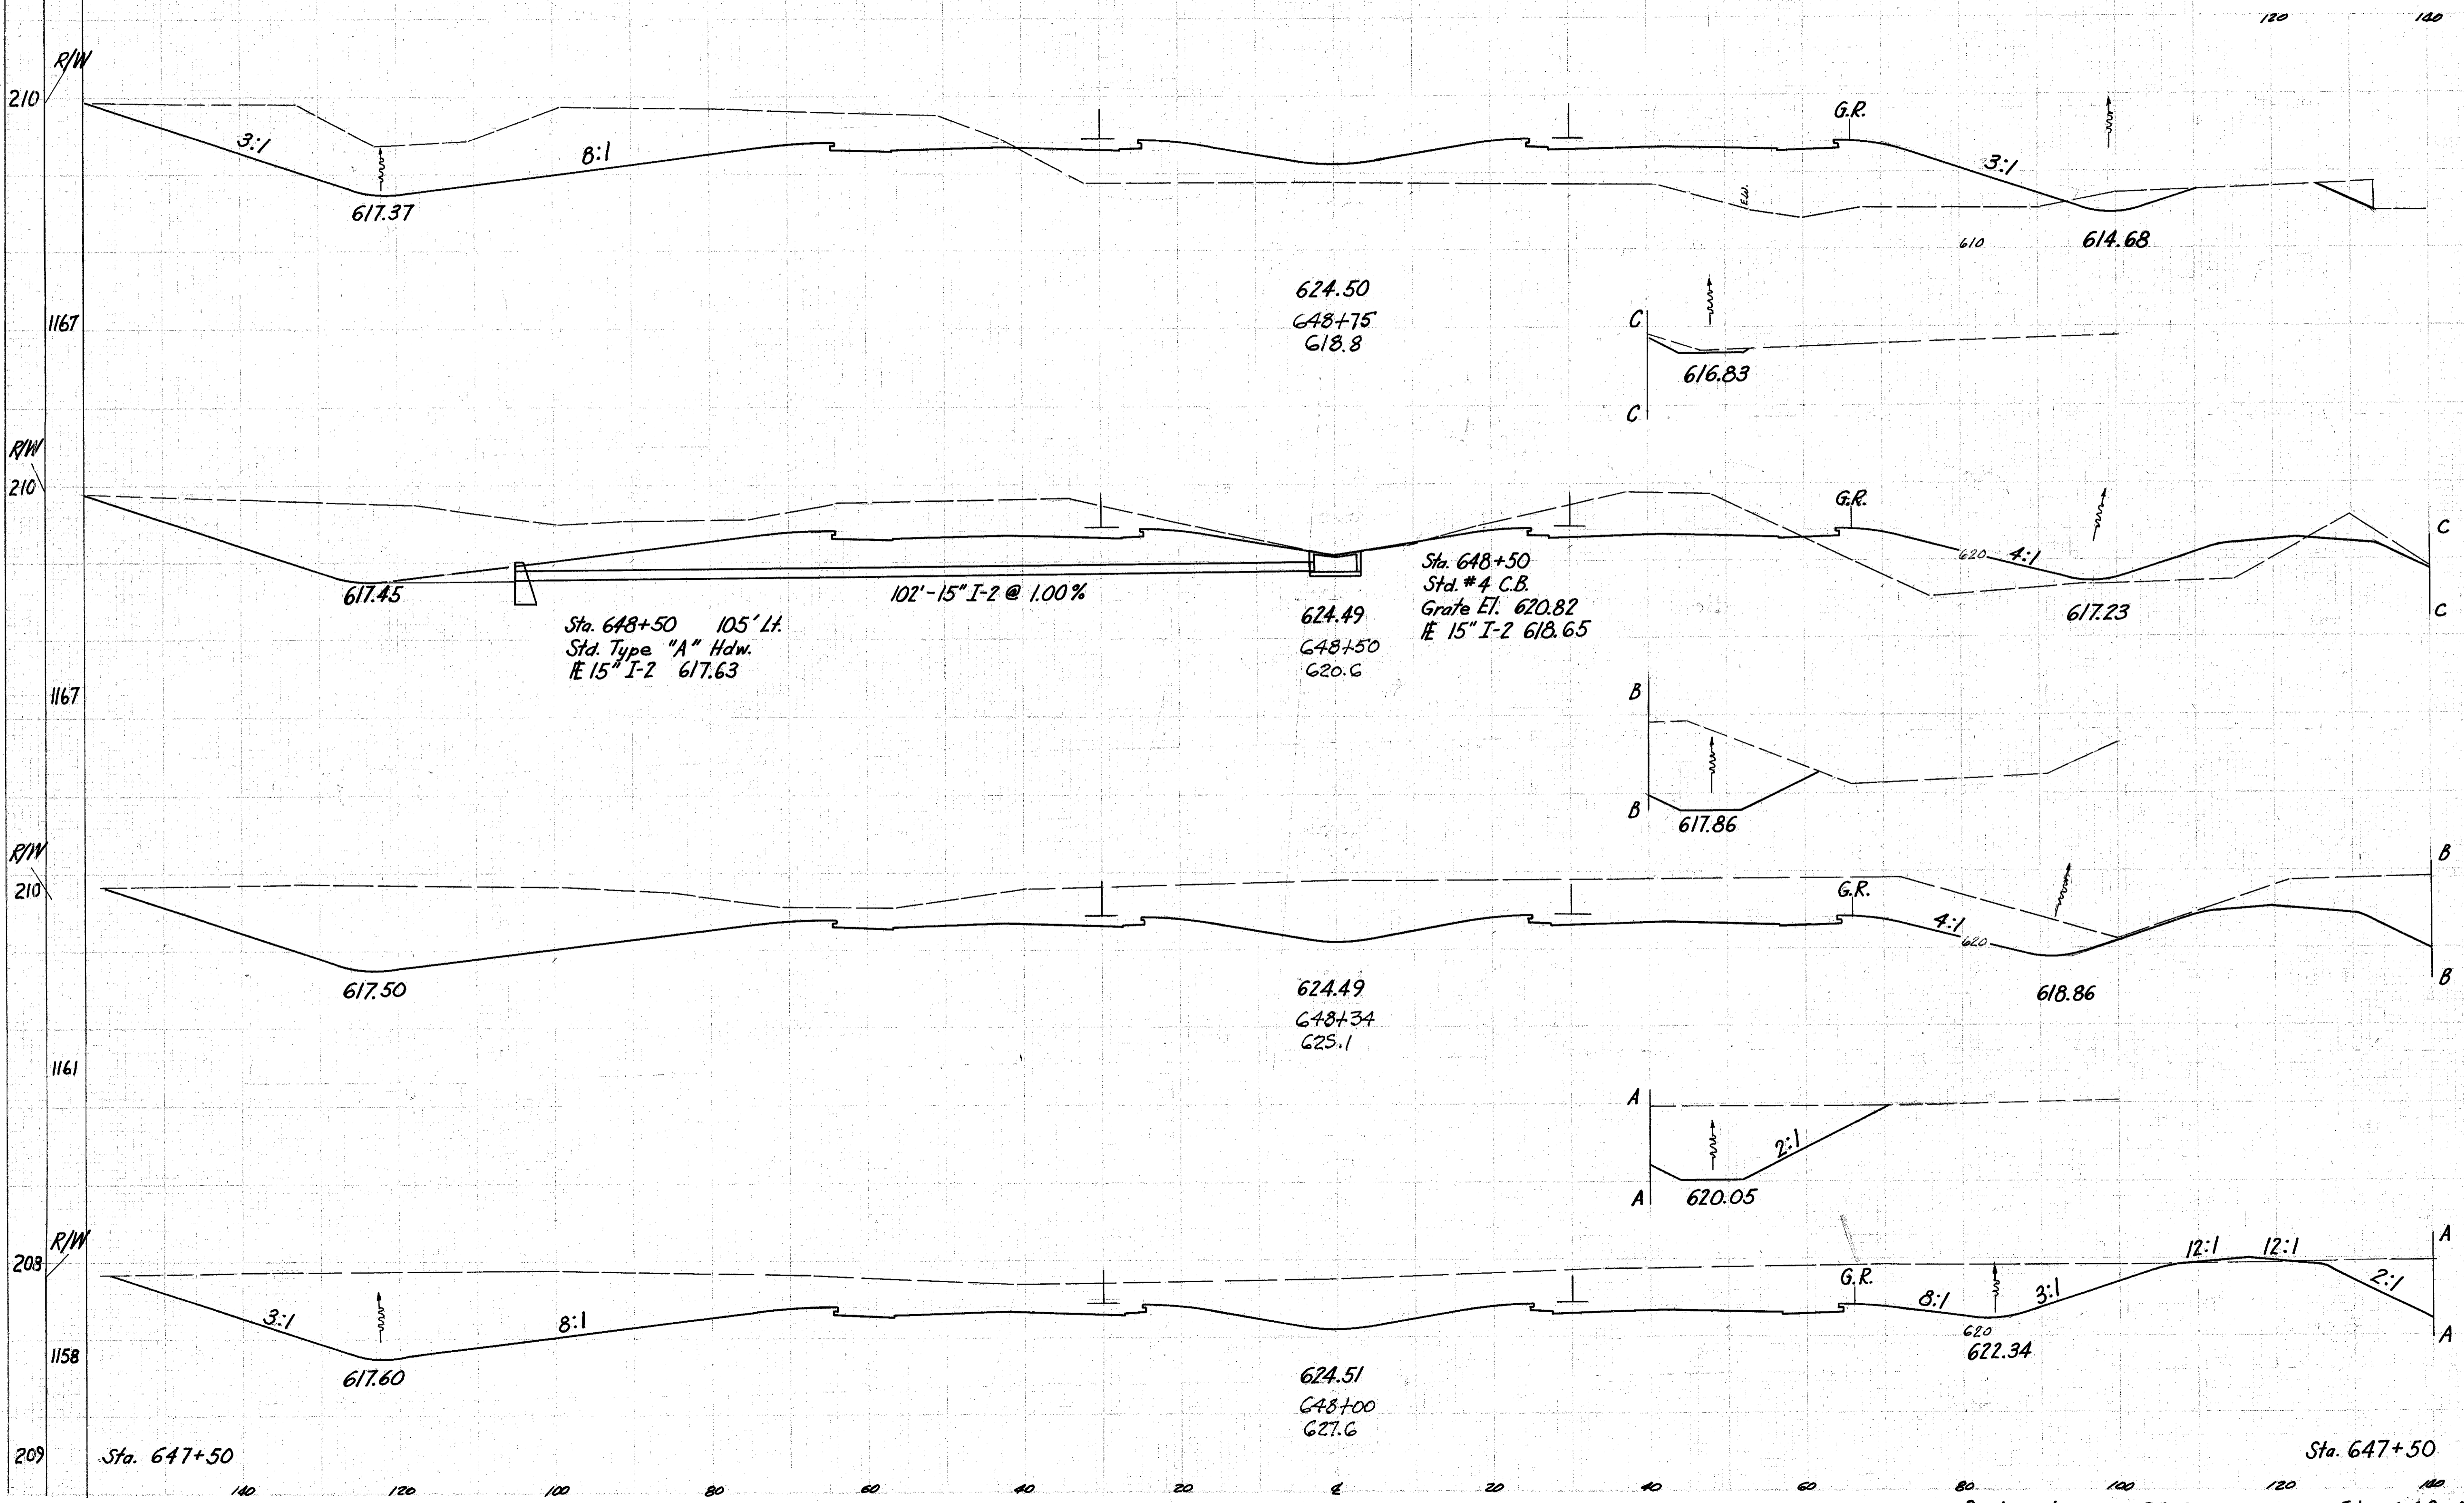 120 140
R/W
210
3:1
8:1
G.R.
3:1
E.W.
617.37
610
614.68
624.50
648+75
618.8
1167
C
616.83
C
R/W
210
G.R.
620
4:1
C
C
617.45
102'-15" I-2 @ 1.00%
Sta. 648+50 105' Lt.
Std. Type "A" Hdw.
IE 15" I-2 617.63
624.49
648+50
620.6
Sta. 648+50
Std. #4 C.B.
Grate El. 620.82
IE 15" I-2 618.65
617.23
1167
B
B
617.86
R/W
210
G.R.
4:1
620
B
B
617.50
624.49
648+34
625.1
618.86
1161
A
2:1
A
620.05
R/W
208
3:1
8:1
G.R.
8:1
3:1
12:1 12:1
2:1
A
A
1158
617.60
620
622.34
624.51
648+00
627.6
209
Sta. 647+50
Sta. 647+50
140 120 100 80 60 40 20 ℄ 20 40 60 80 100 120 140